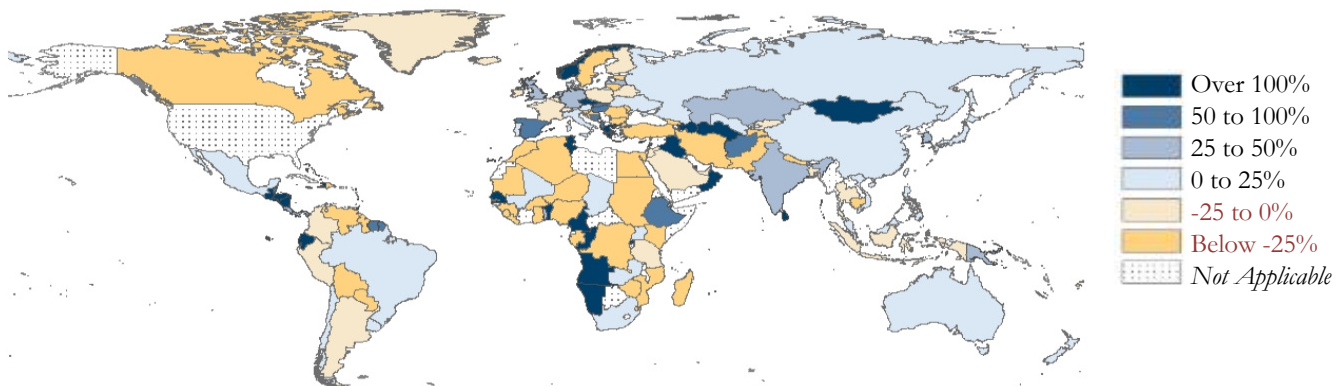 Over 100%
50 to 100%
25 to 50%
0 to 25%
-25 to 0%
Below -25%
Not Applicable